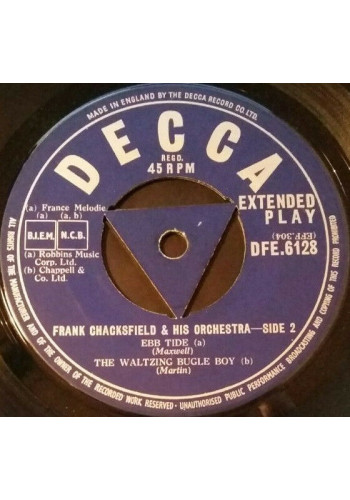 MADE IN ENGLAND BY THE DECCA RECORD CO. LTD.
DECCA
REGD.
45 RPM
(a) France Melodie
(a) (a, b)
B.I.E.M. N.C.B.
(a) Robbins Music
Corp. Ltd.
(b) Chappell &
Co. Ltd.
EXTENDED
PLAY
(EFF.304)
DFE.6128
FRANK CHACKSFIELD & HIS ORCHESTRA—SIDE 2
EBB TIDE (a)
(Maxwell)
THE WALTZING BUGLE BOY (b)
(Martin)
ALL RIGHTS OF THE MANUFACTURER AND OF THE OWNER OF THE RECORDED WORK RESERVED · UNAUTHORISED PUBLIC PERFORMANCE BROADCASTING AND COPYING OF THIS RECORD PROHIBITED